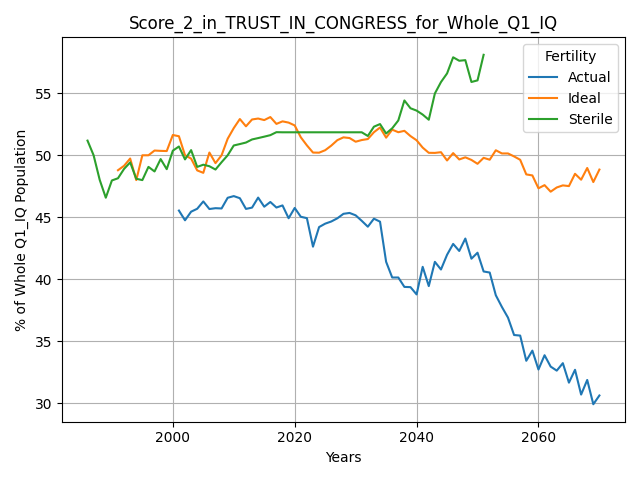 Score_2_in_TRUST_IN_CONGRESS_for_Whole_Q1_IQ
Fertility
Actual
Ideal
Sterile
% of Whole Q1_IQ Population
55
50
45
40
35
30
2000
2020
2040
2060
Years